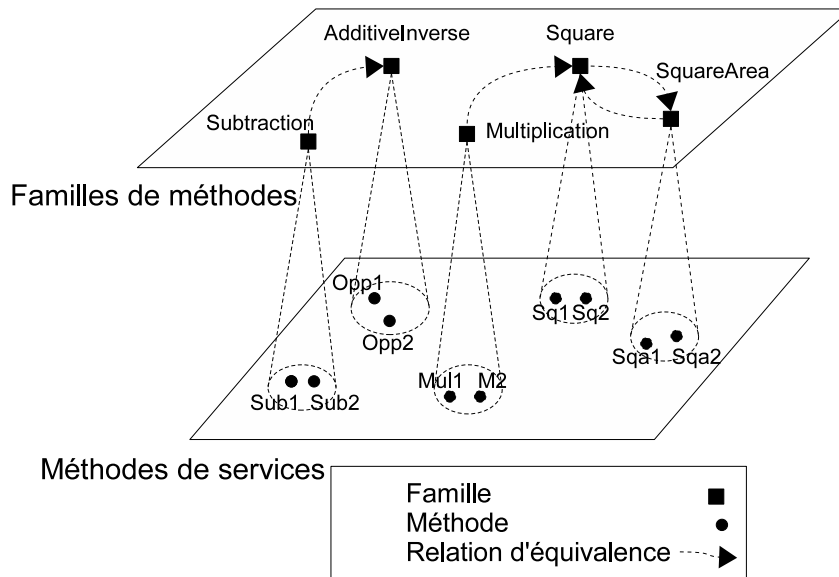 AdditiveInverse
Square
SquareArea
Subtraction
Multiplication
Familles de méthodes
Opp1
Opp2
Sq1 Sq2
Sqa1 Sqa2
Mul1 M2
Sub1 Sub2
Méthodes de services
Famille
Méthode
Relation d'équivalence